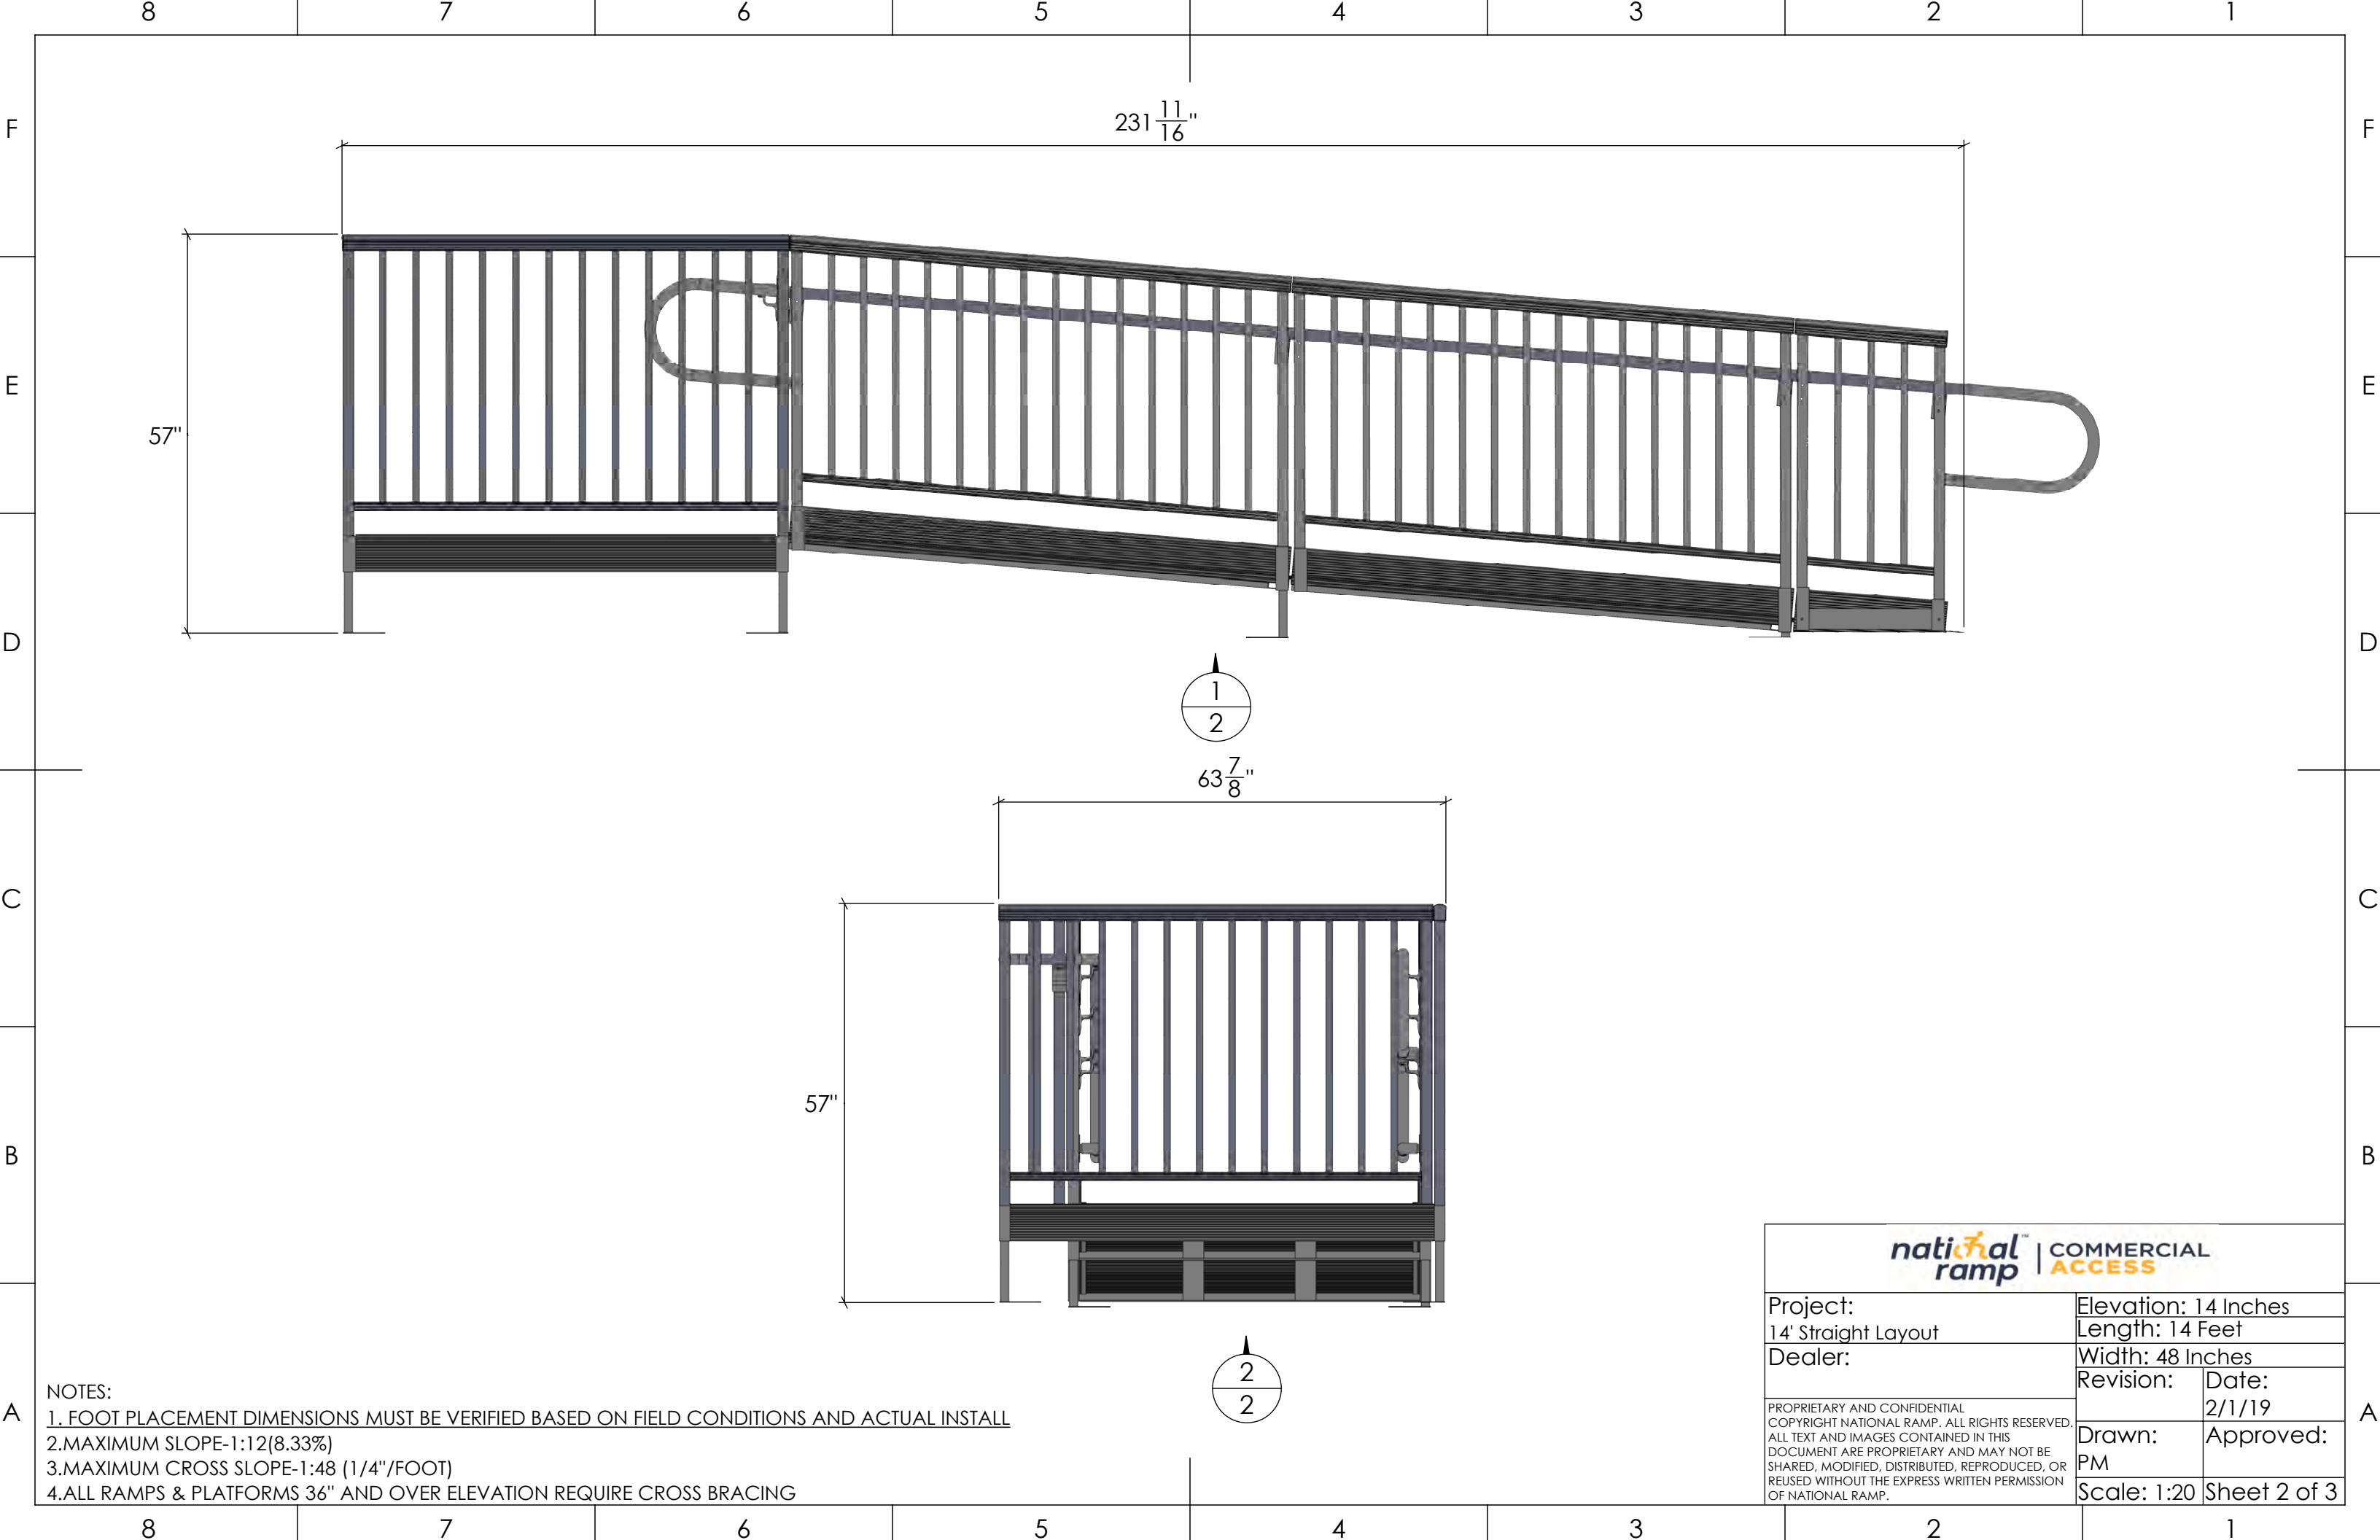 8 7 6 5 4 3 2 1
F F
231 11/16"
E E
57"
D D
1
2
63 7/8"
C C
57"
B B
national ramp™ | COMMERCIAL ACCESS
Project:
14' Straight Layout
Elevation: 14 Inches
Length: 14 Feet
Dealer:
Width: 48 Inches
Revision:
Date:
2/1/19
2
2
NOTES:
1. FOOT PLACEMENT DIMENSIONS MUST BE VERIFIED BASED ON FIELD CONDITIONS AND ACTUAL INSTALL
2.MAXIMUM SLOPE-1:12(8.33%)
3.MAXIMUM CROSS SLOPE-1:48 (1/4"/FOOT)
4.ALL RAMPS & PLATFORMS 36" AND OVER ELEVATION REQUIRE CROSS BRACING
A A
PROPRIETARY AND CONFIDENTIAL
COPYRIGHT NATIONAL RAMP. ALL RIGHTS RESERVED.
ALL TEXT AND IMAGES CONTAINED IN THIS
DOCUMENT ARE PROPRIETARY AND MAY NOT BE
SHARED, MODIFIED, DISTRIBUTED, REPRODUCED, OR
REUSED WITHOUT THE EXPRESS WRITTEN PERMISSION
OF NATIONAL RAMP.
Drawn:
PM
Approved:
Scale: 1:20
Sheet 2 of 3
8 7 6 5 4 3 2 1